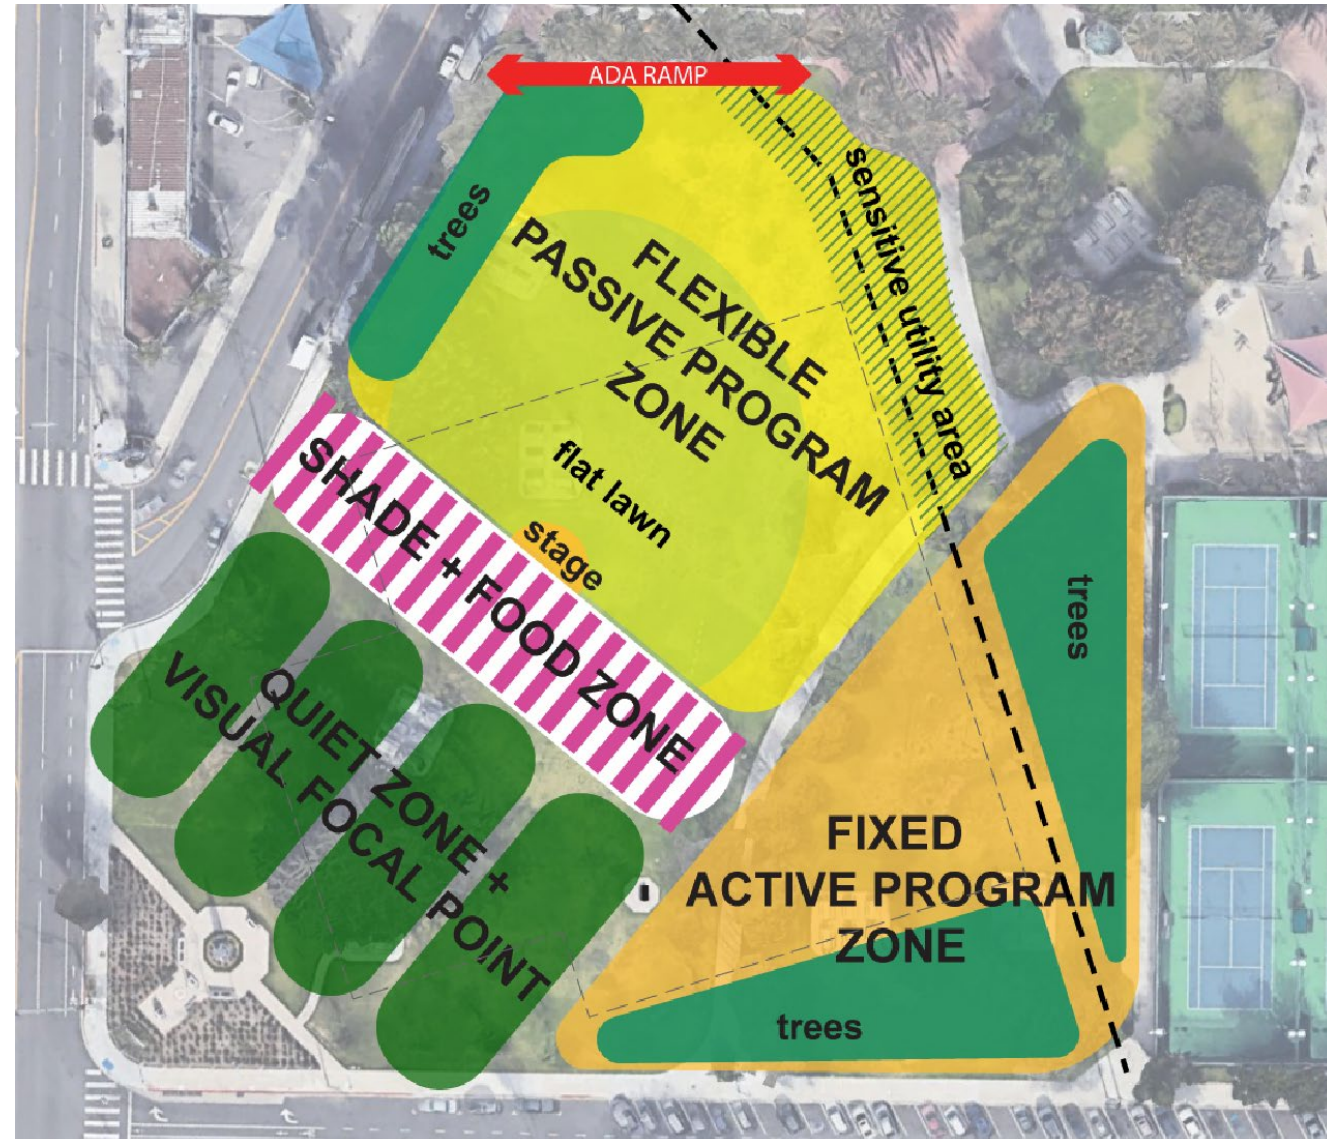 ADA RAMP
trees
sensitive utility area
FLEXIBLE
PASSIVE PROGRAM
ZONE
flat lawn
stage
SHADE + FOOD ZONE
trees
QUIET ZONE +
VISUAL FOCAL POINT
FIXED
ACTIVE PROGRAM
ZONE
trees